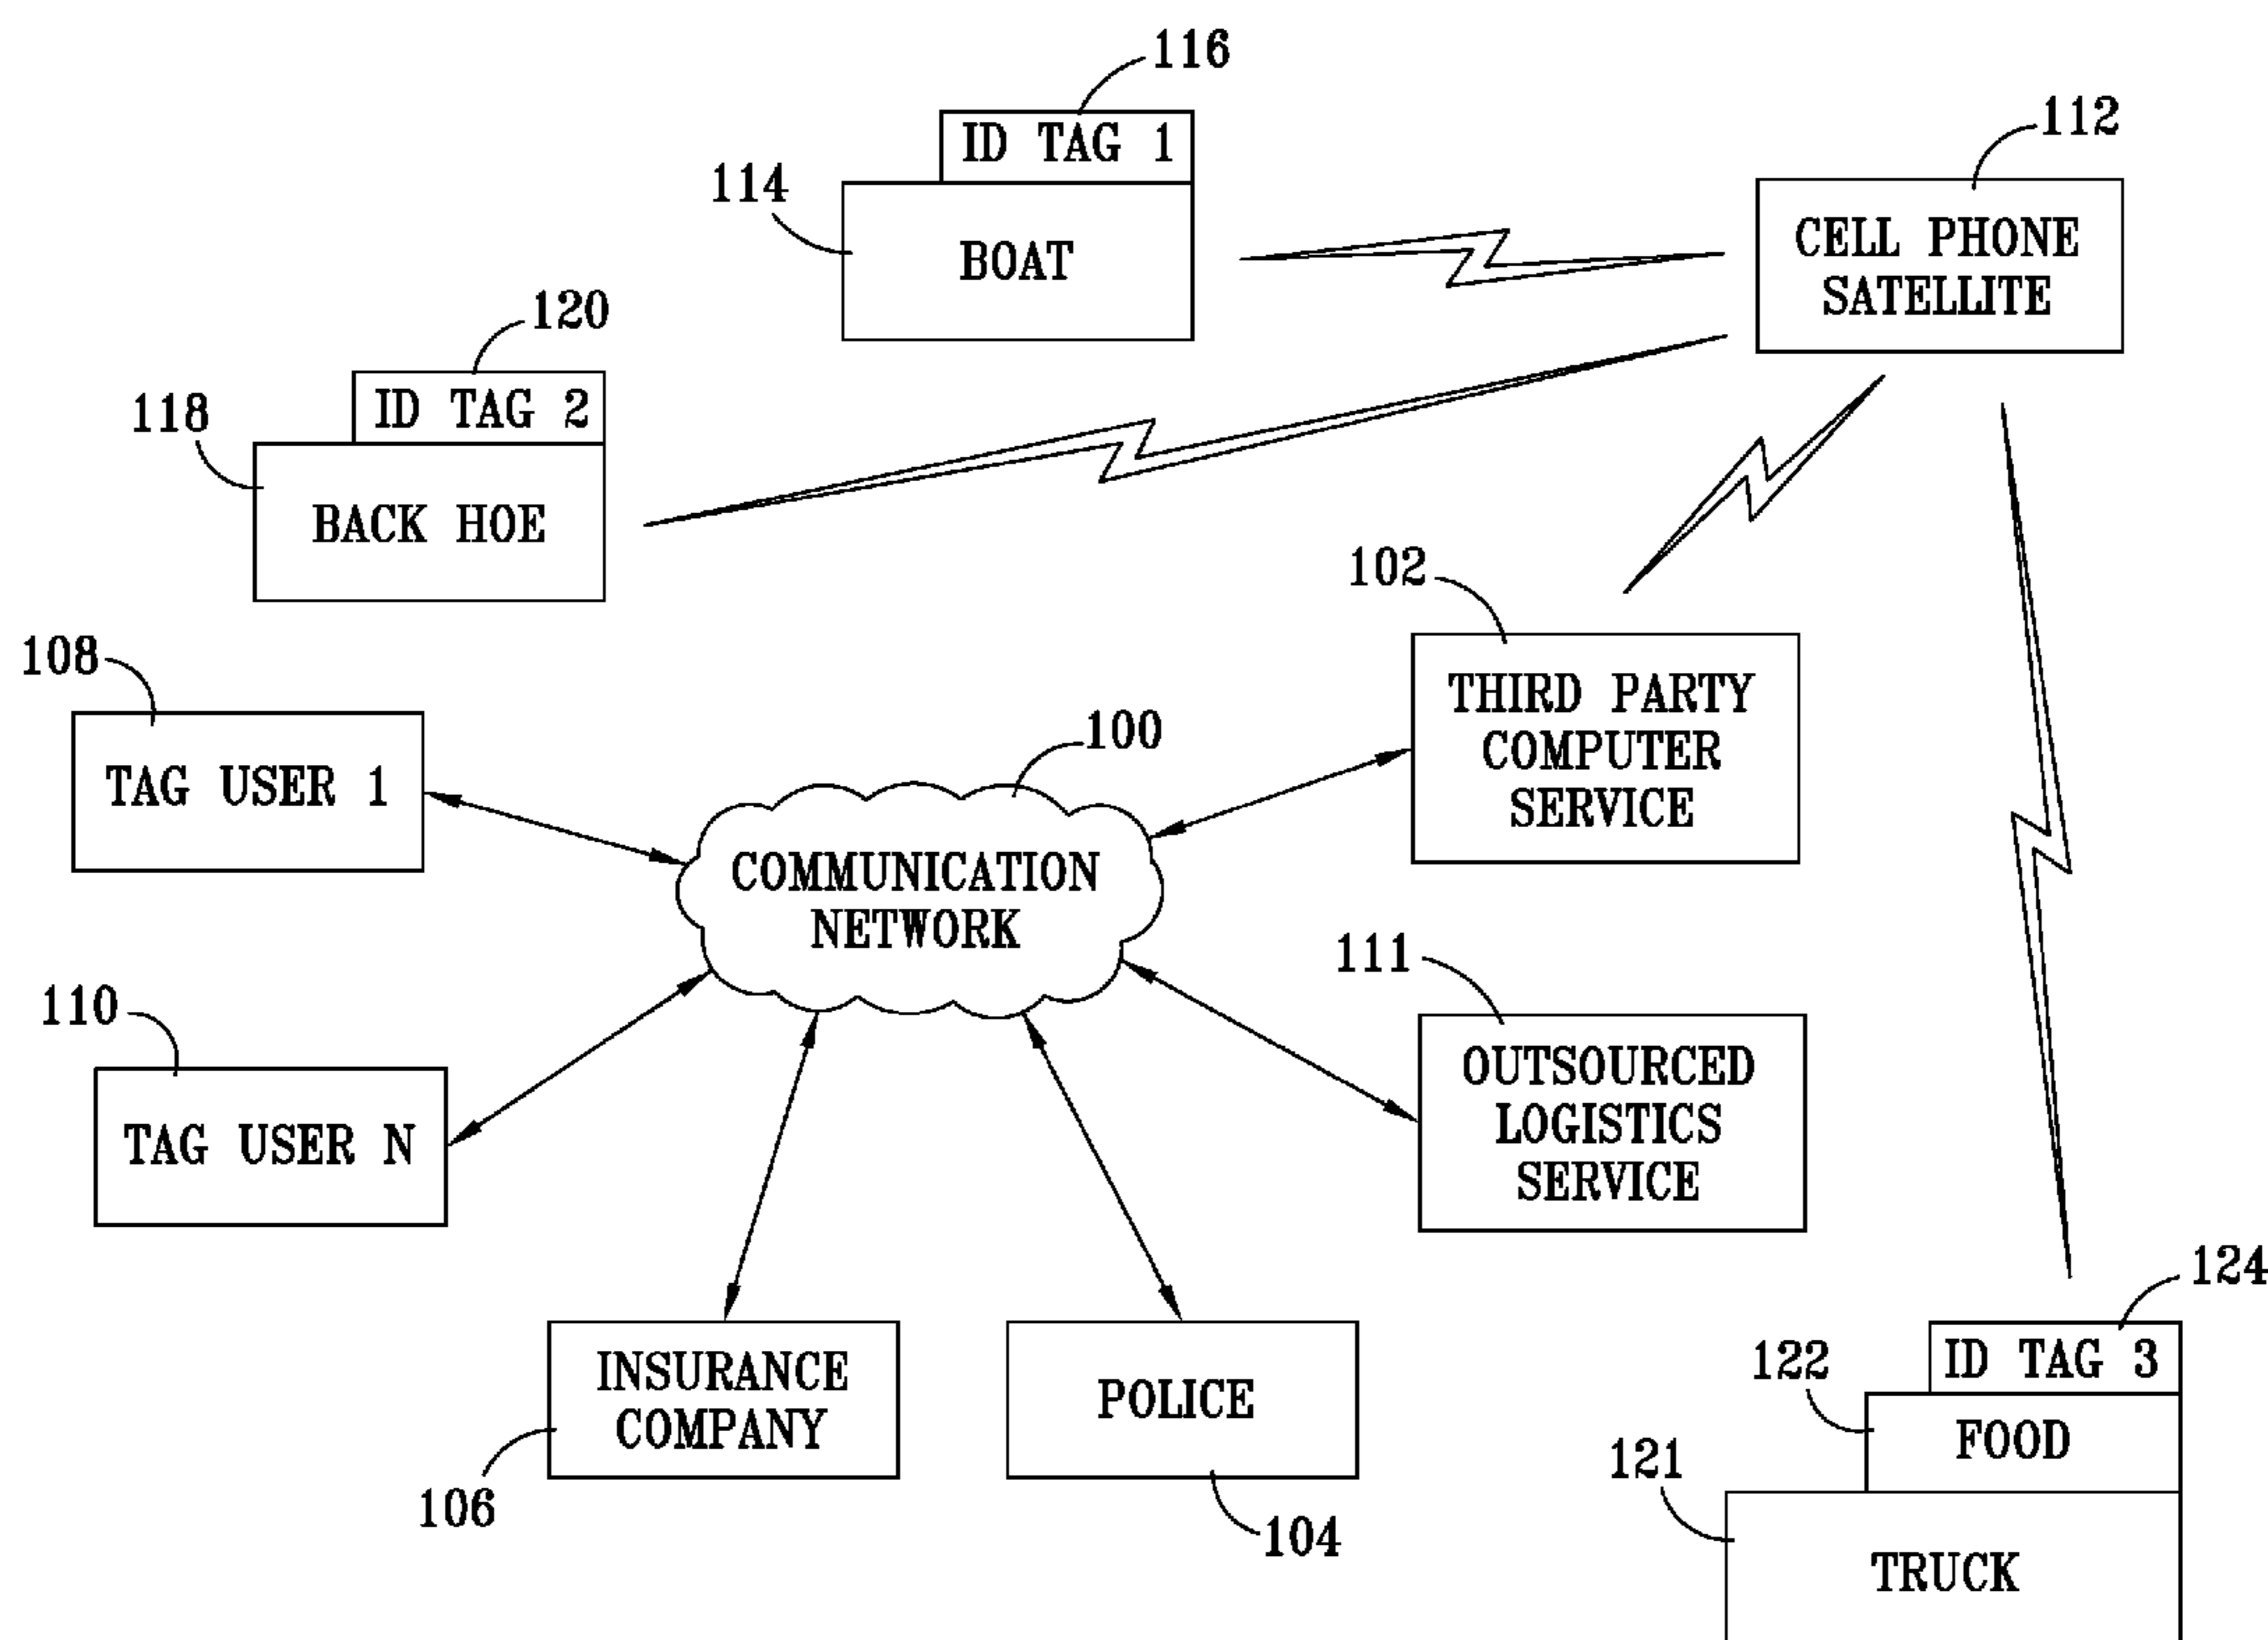 116
ID TAG 1
112
114
BOAT
CELL PHONE
SATELLITE
120
ID TAG 2
118
BACK HOE
102
108
THIRD PARTY
COMPUTER
SERVICE
TAG USER 1
100
COMMUNICATION
NETWORK
111
110
OUTSOURCED
LOGISTICS
SERVICE
TAG USER N
124
ID TAG 3
122
FOOD
INSURANCE
COMPANY
POLICE
121
106
104
TRUCK